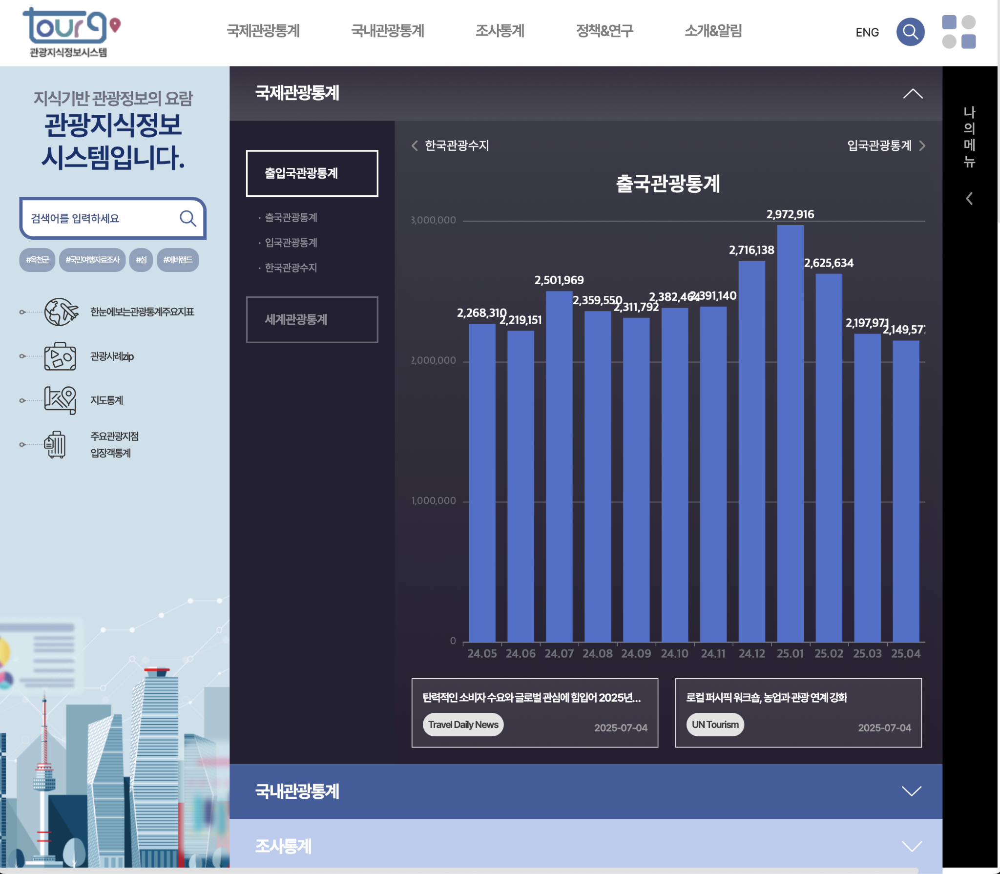 tour9
관광지식정보시스템
국제관광통계
국내관광통계
조사통계
정책&연구
소개&알림
ENG
지식기반 관광정보의 요람
관광지식정보
시스템입니다.
검색어를 입력하세요
#옥천군
#국민여행자료조사
#섬
#에버랜드
한눈에보는관광통계주요지표
관광사례zip
지도통계
주요관광지점
입장객통계
국제관광통계
출입국관광통계
· 출국관광통계
· 입국관광통계
· 한국관광수지
세계관광통계
한국관광수지
입국관광통계
출국관광통계
3,000,000
2,000,000
1,000,000
0
2,268,310
2,219,151
2,501,969
2,359,550
2,311,792
2,382,464
2,391,140
2,716,138
2,972,916
2,625,634
2,197,971
2,149,577
24.05
24.06
24.07
24.08
24.09
24.10
24.11
24.12
25.01
25.02
25.03
25.04
탄력적인 소비자 수요와 글로벌 관심에 힘입어 2025년...
Travel Daily News
2025-07-04
로컬 퍼시픽 워크숍, 농업과 관광 연계 강화
UN Tourism
2025-07-04
국내관광통계
조사통계
나의메뉴